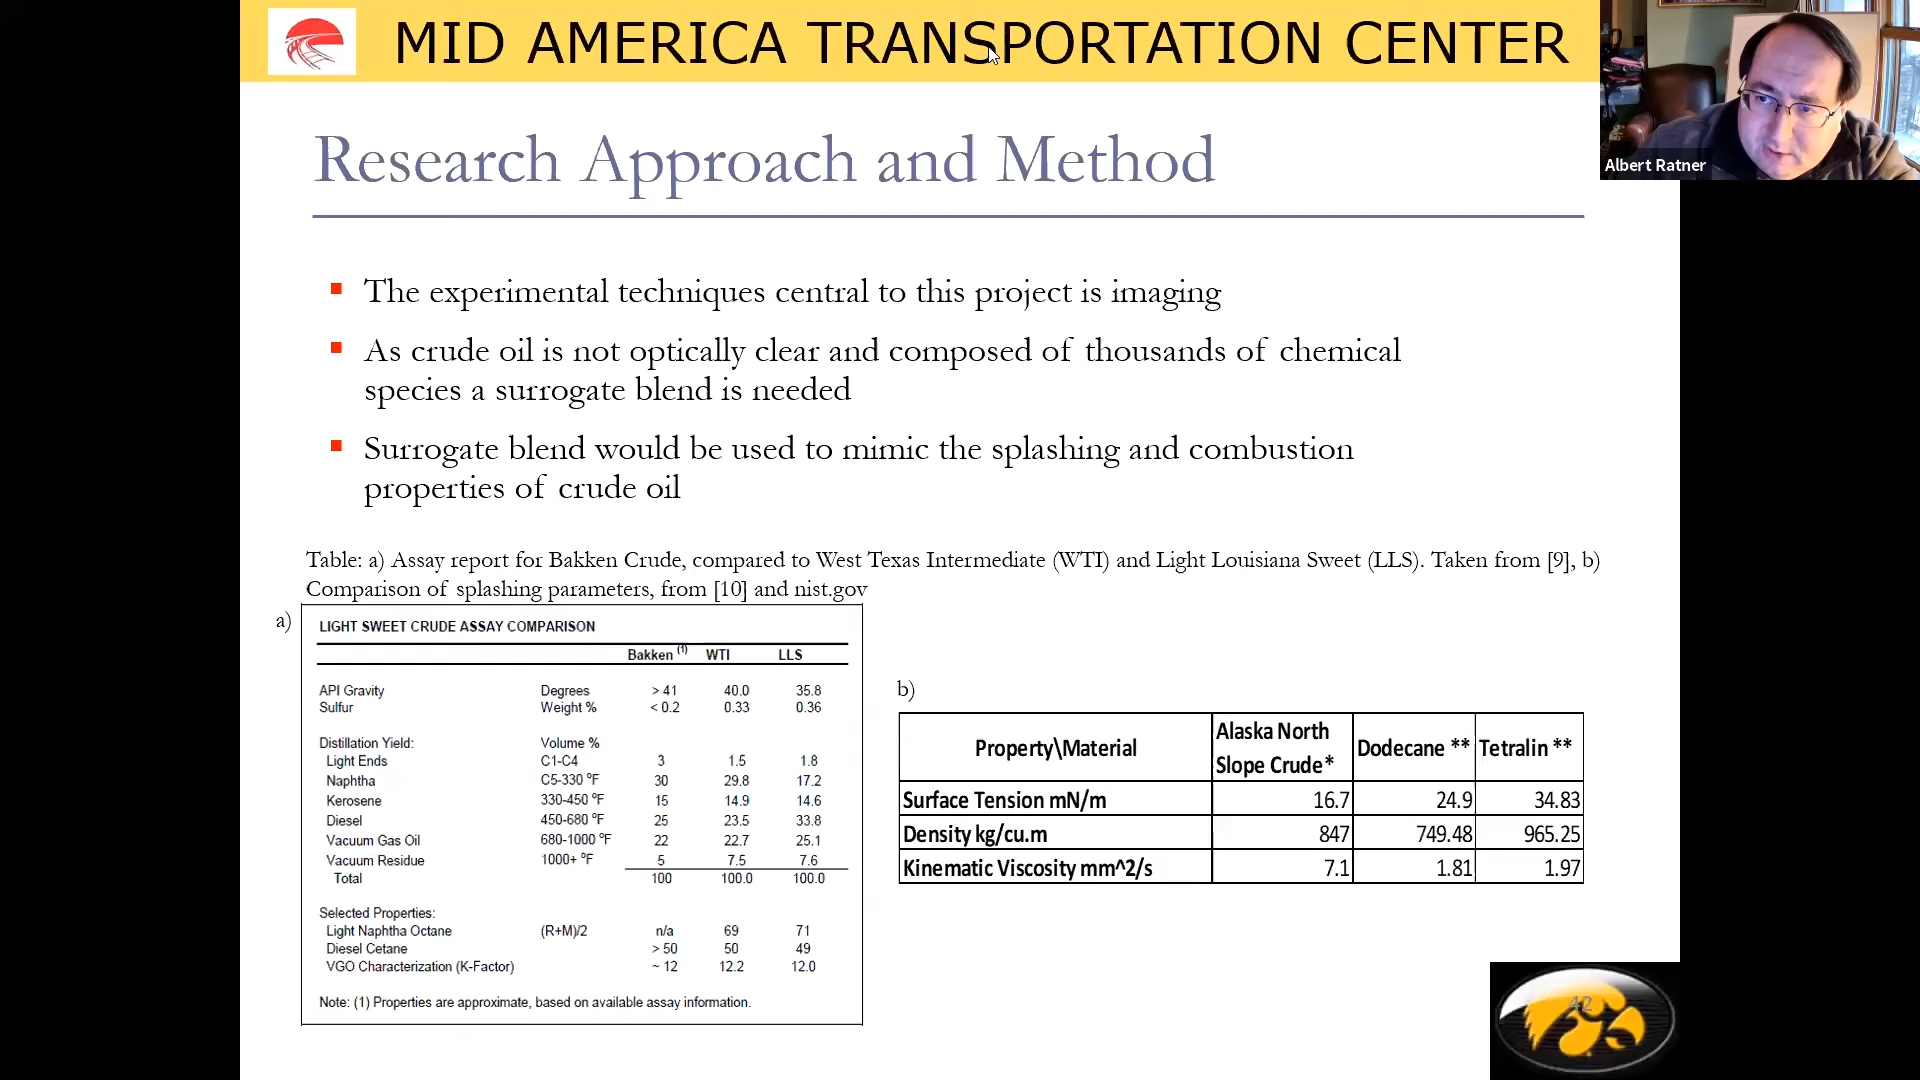 MID AMERICA TRANSPORTATION CENTER
Albert Ratner
Research Approach and Method
The experimental techniques central to this project is imaging
As crude oil is not optically clear and composed of thousands of chemical
species a surrogate blend is needed
Surrogate blend would be used to mimic the splashing and combustion
properties of crude oil
Table: a) Assay report for Bakken Crude, compared to West Texas Intermediate (WTI) and Light Louisiana Sweet (LLS). Taken from [9], b)
Comparison of splashing parameters, from [10] and nist.gov
a)
LIGHT SWEET CRUDE ASSAY COMPARISON
Bakken (1) WTI LLS
API Gravity Degrees > 41 40.0 35.8
Sulfur Weight % < 0.2 0.33 0.36
Distillation Yield: Volume %
Light Ends C1-C4 3 1.5 1.8
Naphtha C5-330 ºF 30 29.8 17.2
Kerosene 330-450 ºF 15 14.9 14.6
Diesel 450-680 ºF 25 23.5 33.8
Vacuum Gas Oil 680-1000 ºF 22 22.7 25.1
Vacuum Residue 1000+ ºF 5 7.5 7.6
Total 100 100.0 100.0
Selected Properties:
Light Naphtha Octane (R+M)/2 n/a 69 71
Diesel Cetane > 50 50 49
VGO Characterization (K-Factor) ~ 12 12.2 12.0
Note: (1) Properties are approximate, based on available assay information.
b)
Property\Material Alaska North Slope Crude* Dodecane ** Tetralin **
Surface Tension mN/m 16.7 24.9 34.83
Density kg/cu.m 847 749.48 965.25
Kinematic Viscosity mm^2/s 7.1 1.81 1.97
42